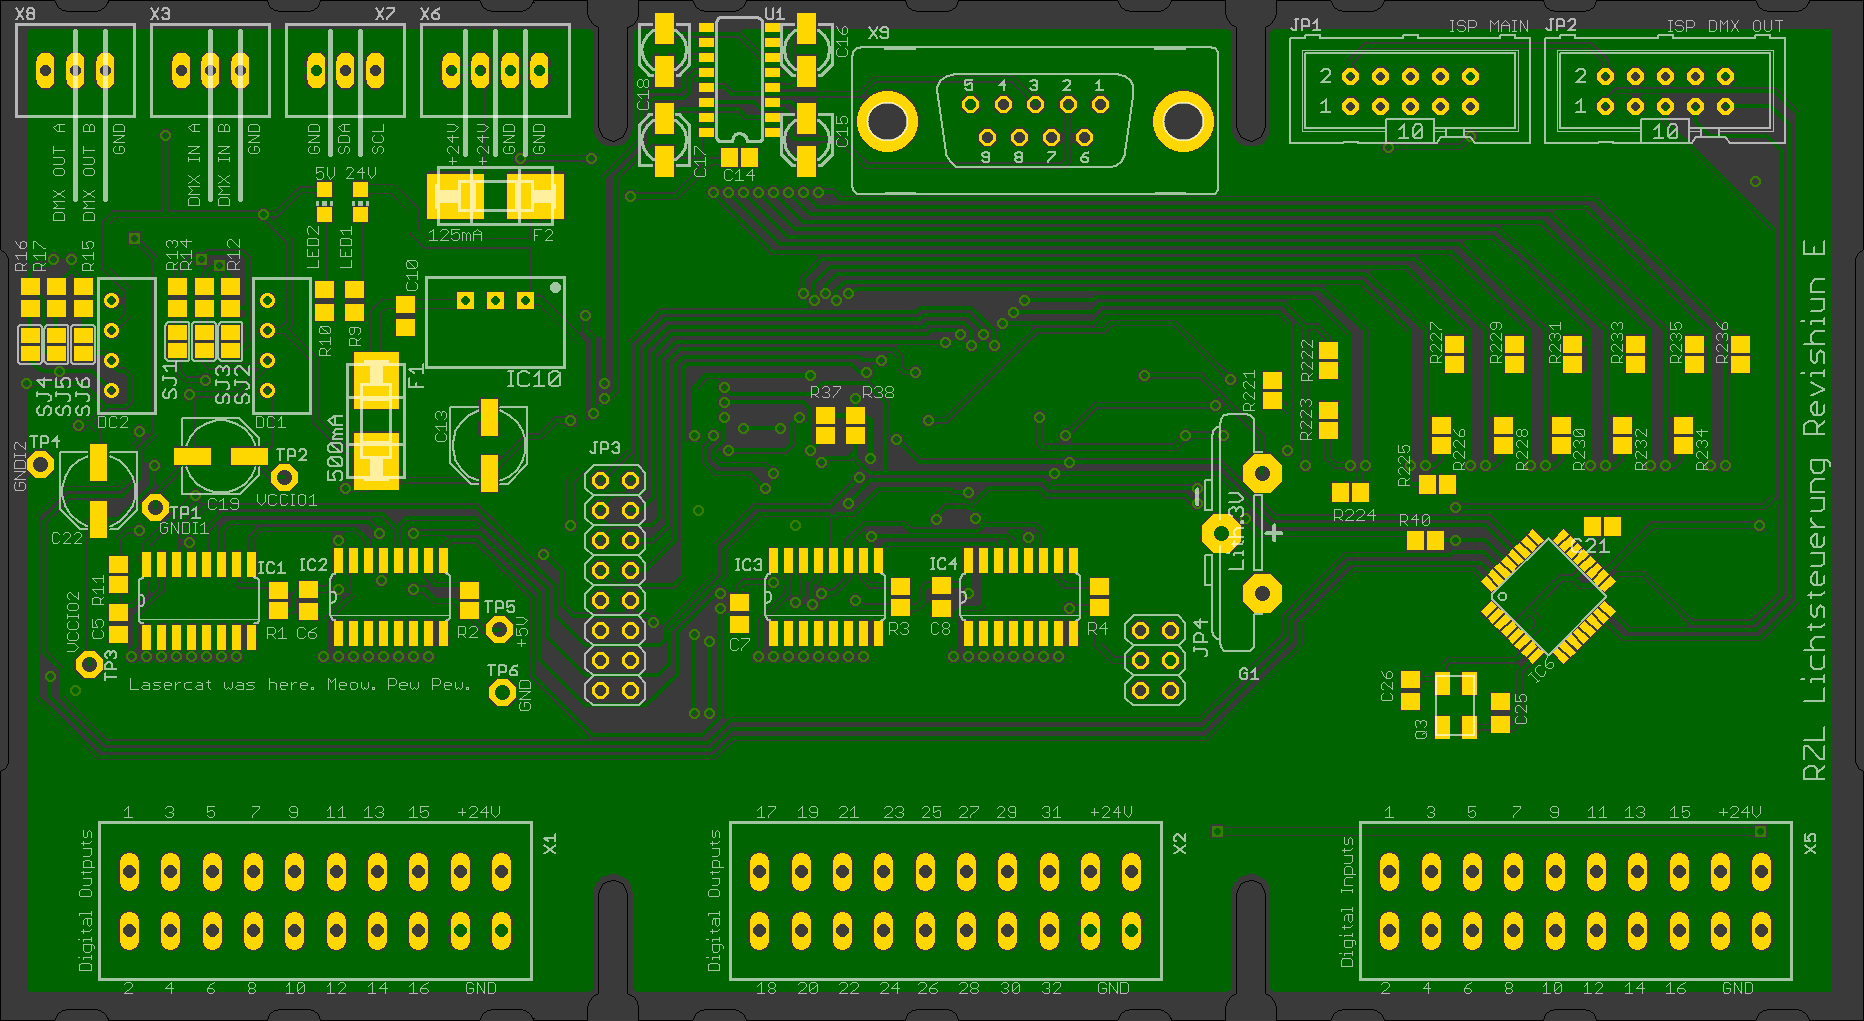 X8 X3 X7 X6 U1 X9 JP1 ISP MAIN JP2 ISP DMX OUT
DMX OUT A
DMX OUT B
GND
DMX IN A
DMX IN B
GND
GND
SDA
SCL
+24V
+24V
GND
GND
C18
C17
C16
C15
C14
5 4 3 2 1
9 8 7 6
2
1
10
2
1
10
5V 24V
LED2
LED1
125mA F2
R16
R17
R15
R13
R14
R12
C10
R10
R9
IC10
F1
500mA
SJ4
SJ5
SJ6
SJ1
SJ3
SJ2
DC2
DC1
C13
TP4
GNDI2
TP2
VCCIO1
C19
TP1
GNDI1
C22
JP3
R37 R38
R221
R222
R223
R224
R225
R227
R229
R231
R233
R235
R236
R226
R228
R230
R232
R234
R40
C21
Lith.3V
- +
G1
IC1
IC2
IC3
IC4
R11
C5
VCCIO2
TP3
R1
C6
R2
TP5
+5V
TP6
GND
C7
R3
C8
R4
JP4
IC6
C26
Q3
C25
Lasercat was here. Meow. Pew Pew.
RZL Lichtsteuerung Revishiun E
1 3 5 7 9 11 13 15 +24V
Digital Outputs
X1
2 4 6 8 10 12 14 16 GND
17 19 21 23 25 27 29 31 +24V
Digital Outputs
X2
18 20 22 24 26 28 30 32 GND
1 3 5 7 9 11 13 15 +24V
Digital Inputs
X5
2 4 6 8 10 12 14 16 GND